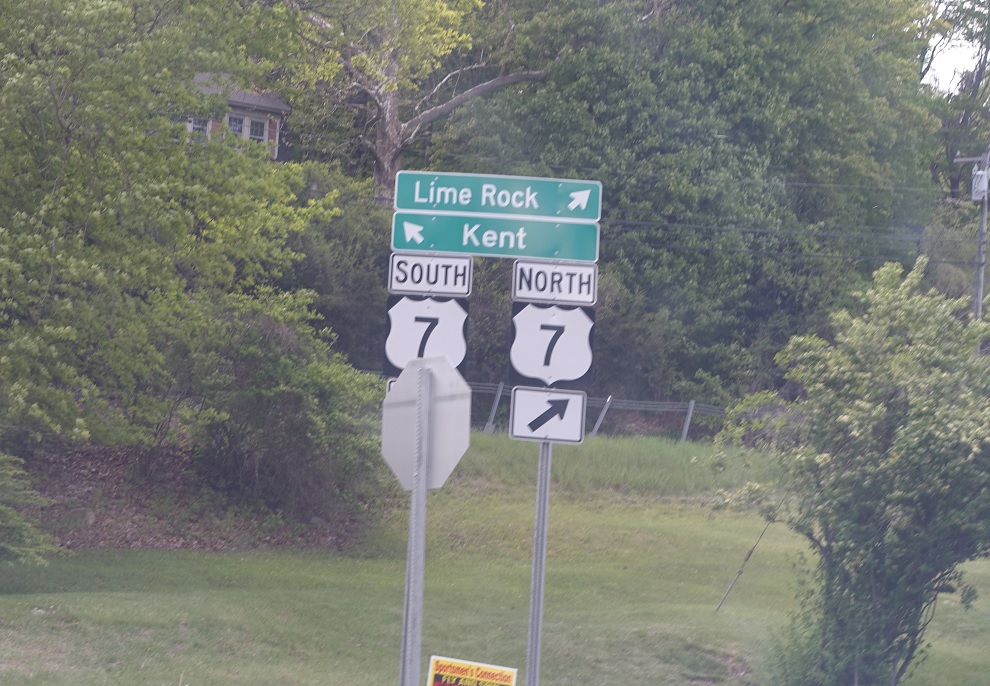 Lime Rock
Kent
SOUTH NORTH
7 7
Sportsmen's Connection